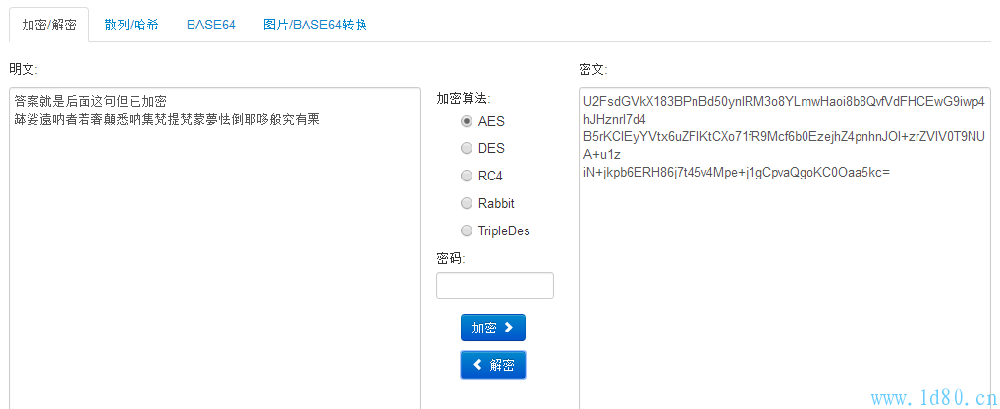 加密/解密 散列/哈希 BASE64 图片/BASE64转换
明文:
答案就是后面这句但已加密
缽娑遠呐者若奢顛悉呐集梵提梵蒙夢怯倒耶哆般究有栗
加密算法:
AES
DES
RC4
Rabbit
TripleDes
密码:
加密
解密
密文:
U2FsdGVkX183BPnBd50ynIRM3o8YLmwHaoi8b8QvfVdFHCEwG9iwp4
hJHznrl7d4
B5rKClEyYVtx6uZFlKtCXo71fR9Mcf6b0EzejhZ4pnhnJOl+zrZVlV0T9NU
A+u1z
iN+jkpb6ERH86j7t45v4Mpe+j1gCpvaQgoKC0Oaa5kc=
www.1d80.cn